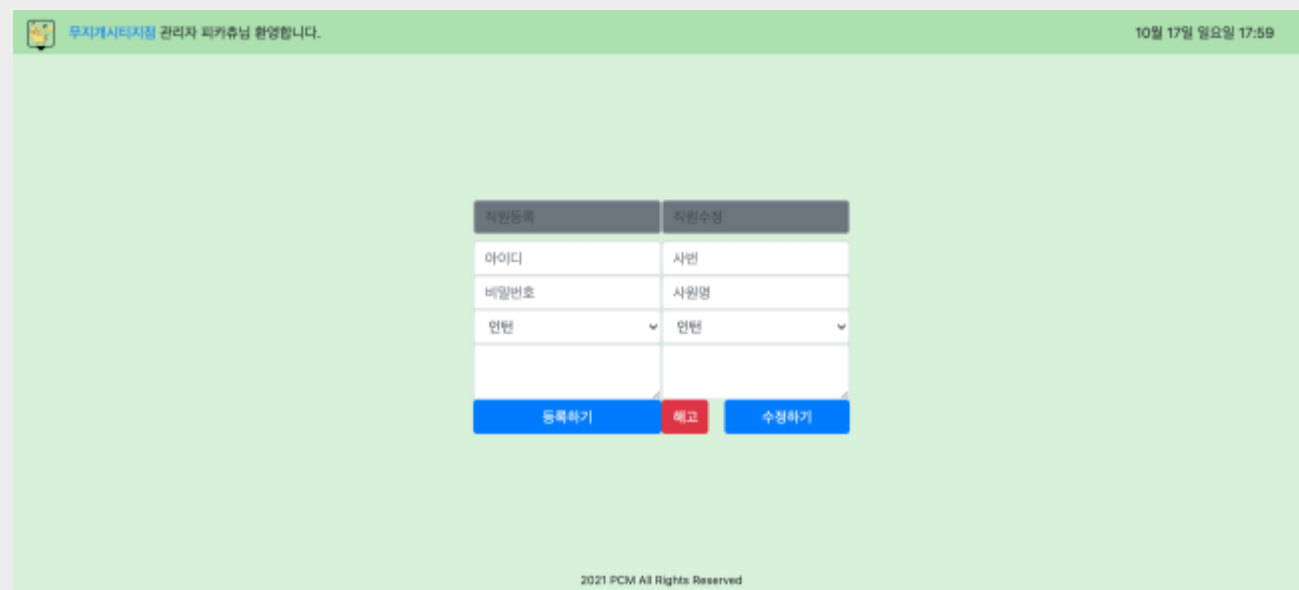 무지개시티지점 관리자 피카츄님 환영합니다.
10월 17일 일요일 17:59
직원등록 직원수정
아이디 사번
비밀번호 사원명
인턴 인턴
등록하기 해고 수정하기
2021 PCM All Rights Reserved